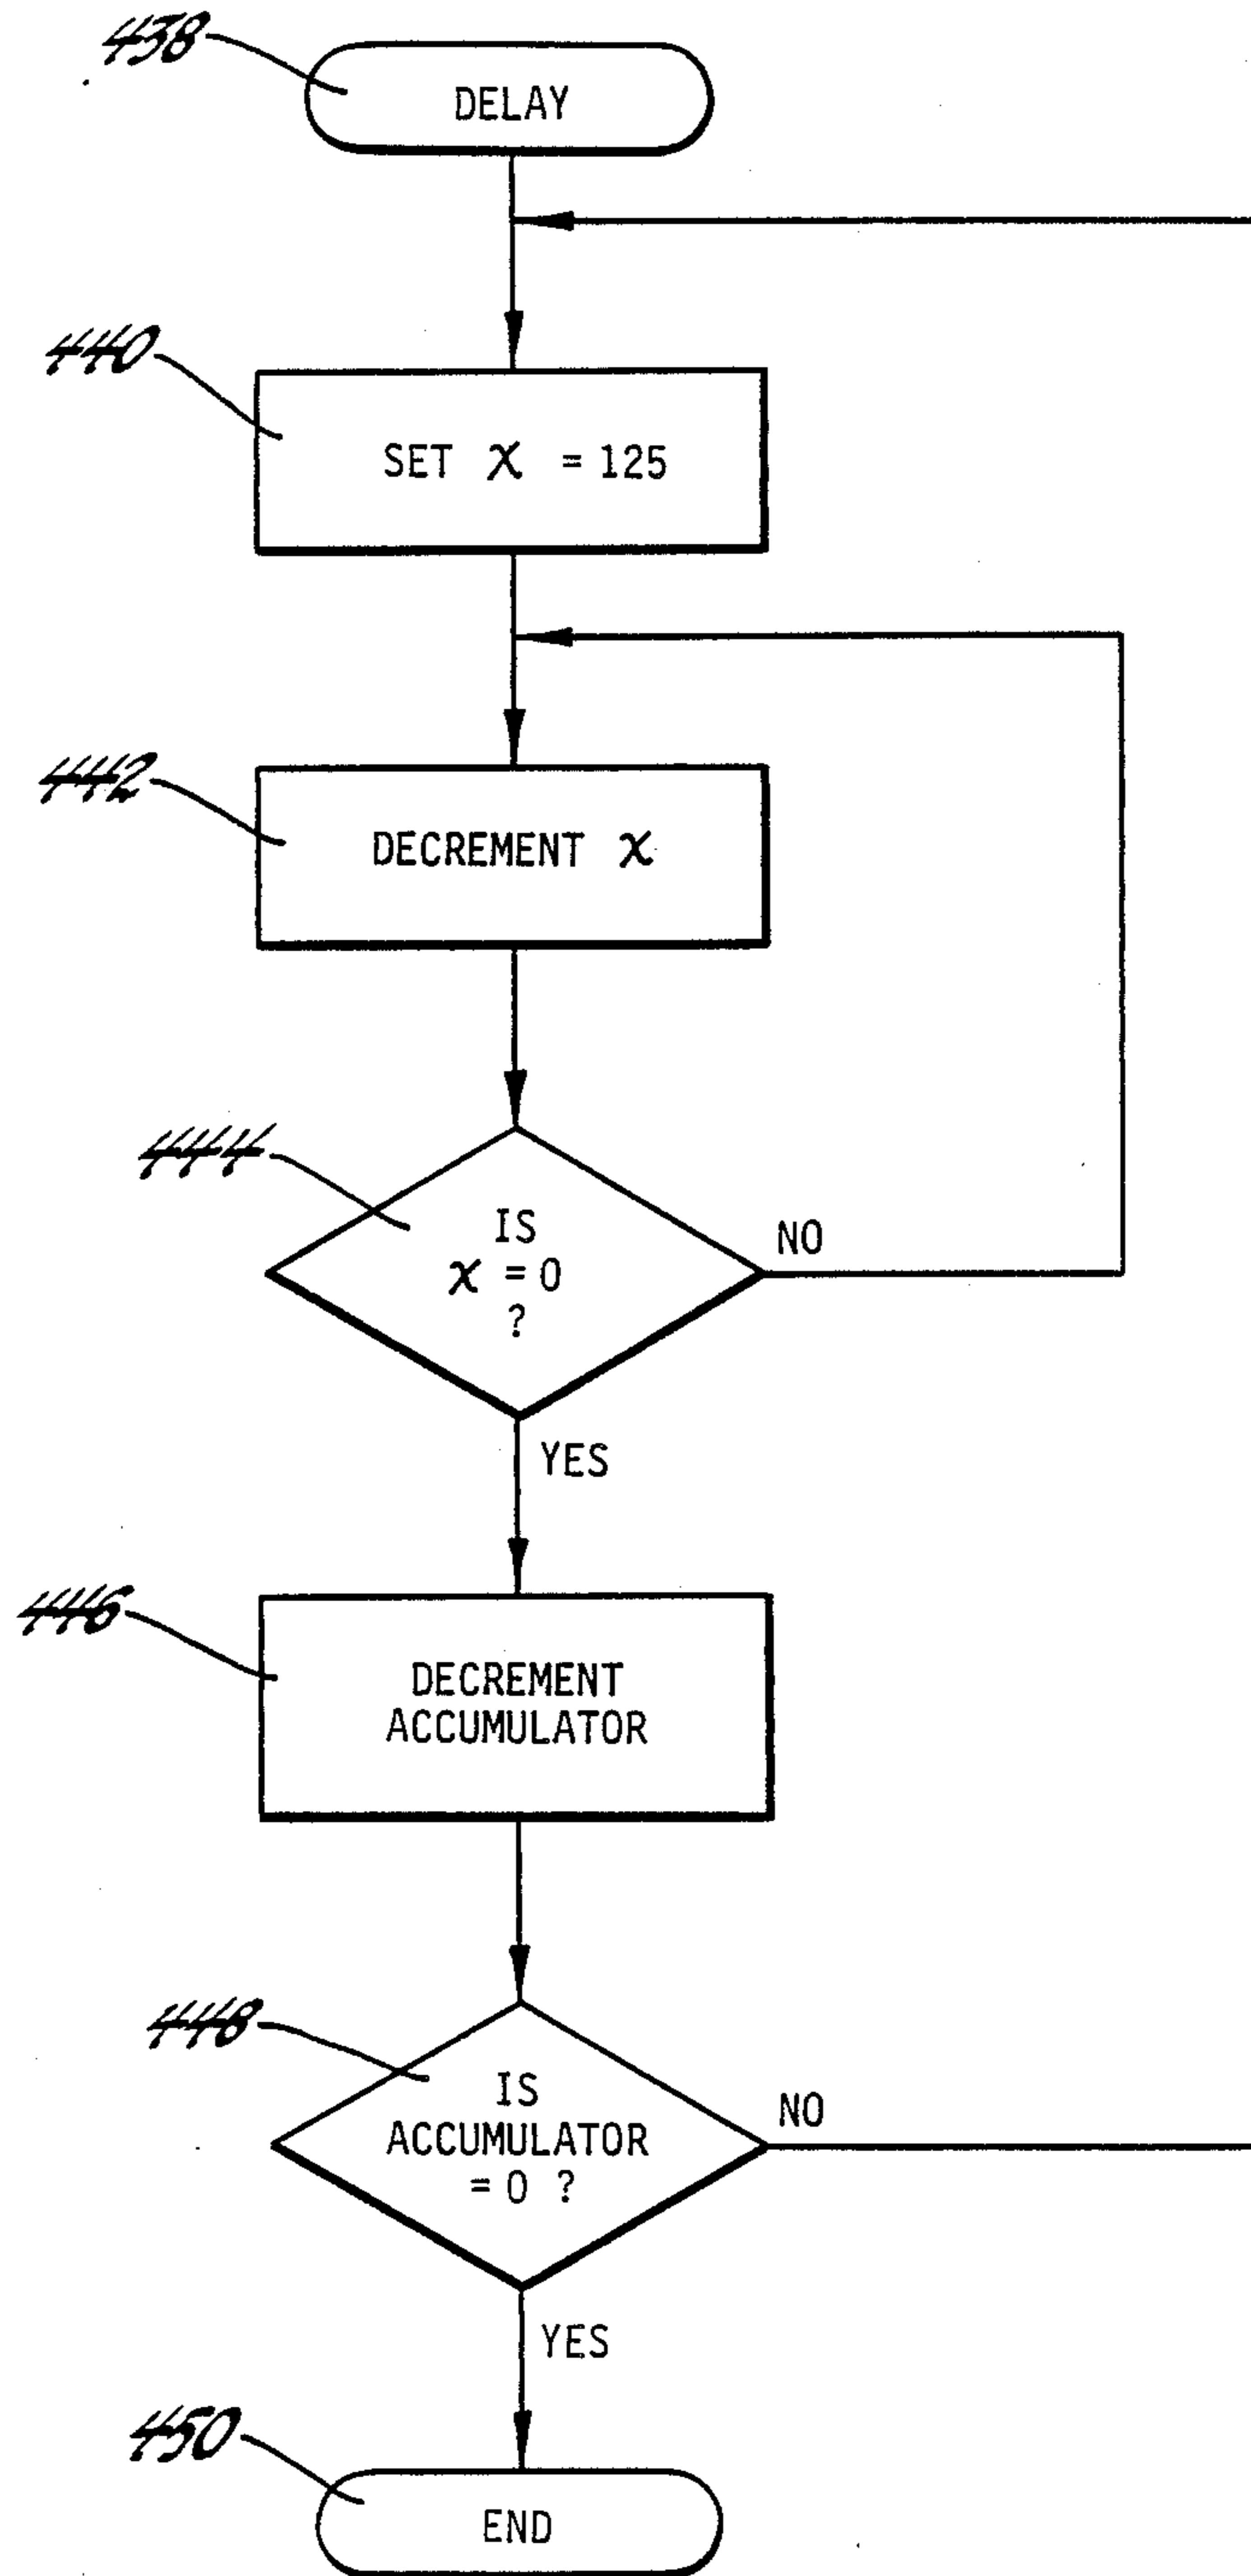 438
DELAY
440
SET x = 125
442
DECREMENT x
444
IS
x = 0
?
NO
YES
446
DECREMENT
ACCUMULATOR
448
IS
ACCUMULATOR
= 0 ?
NO
YES
450
END